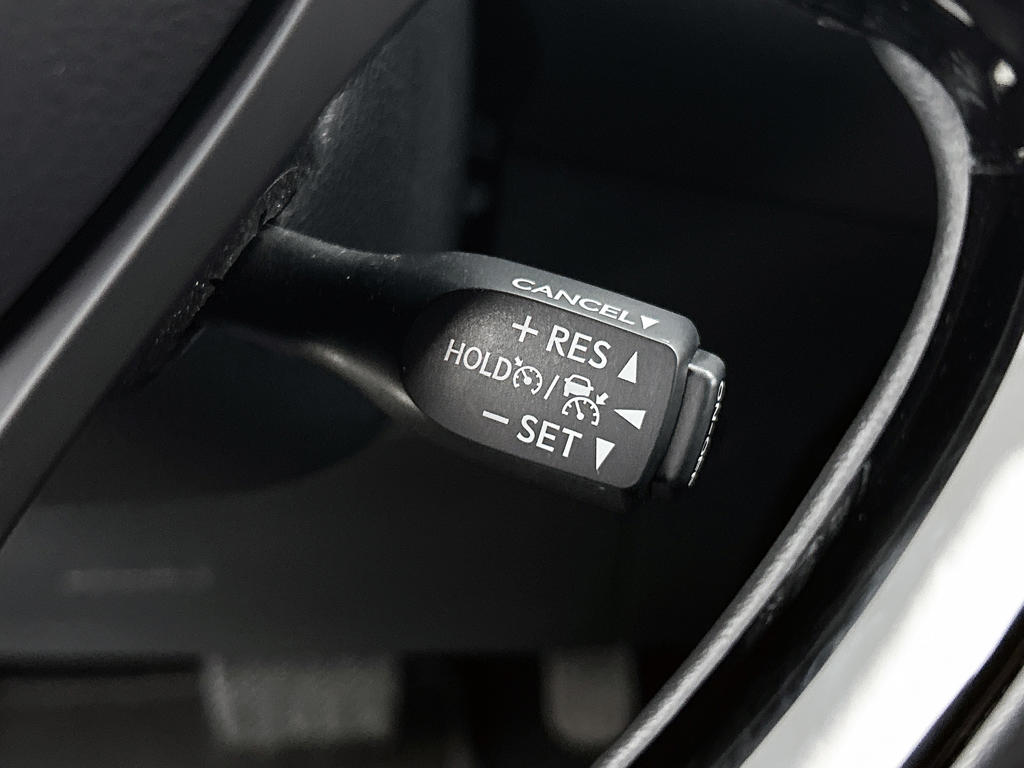 CANCEL▼
+ RES ▲
HOLD /
◀
− SET ▼